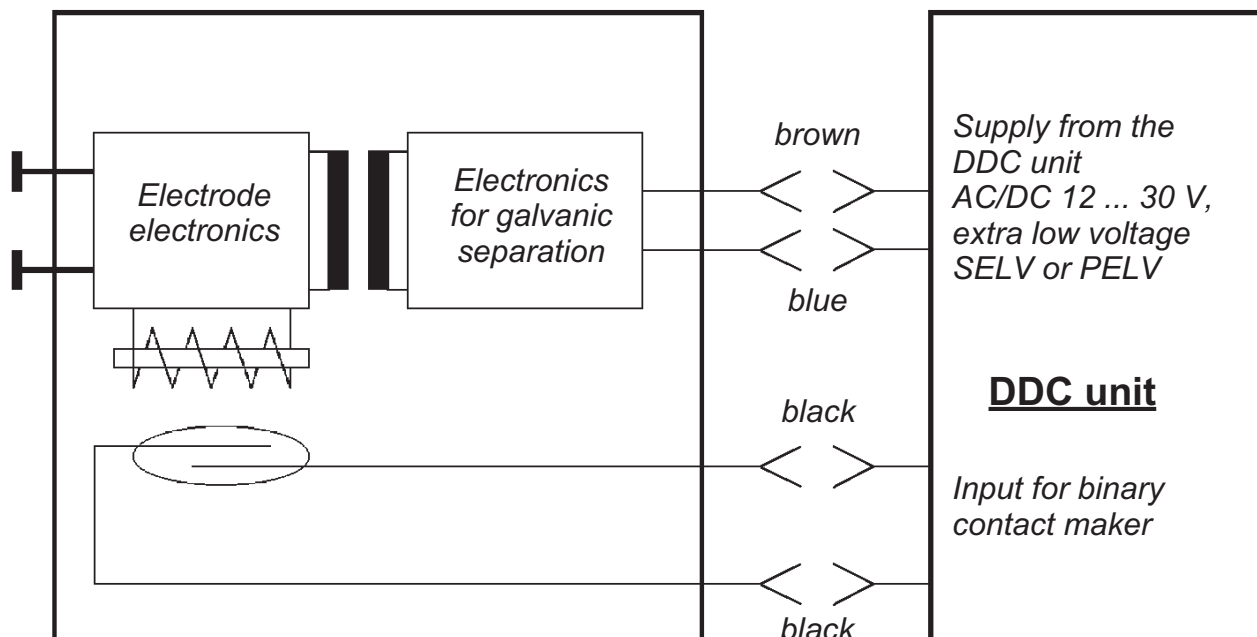 brown
Supply from the
DDC unit
AC/DC 12 ... 30 V,
extra low voltage
SELV or PELV
Electrode
electronics
Electronics
for galvanic
separation
blue
DDC unit
black
Input for binary
contact maker
black